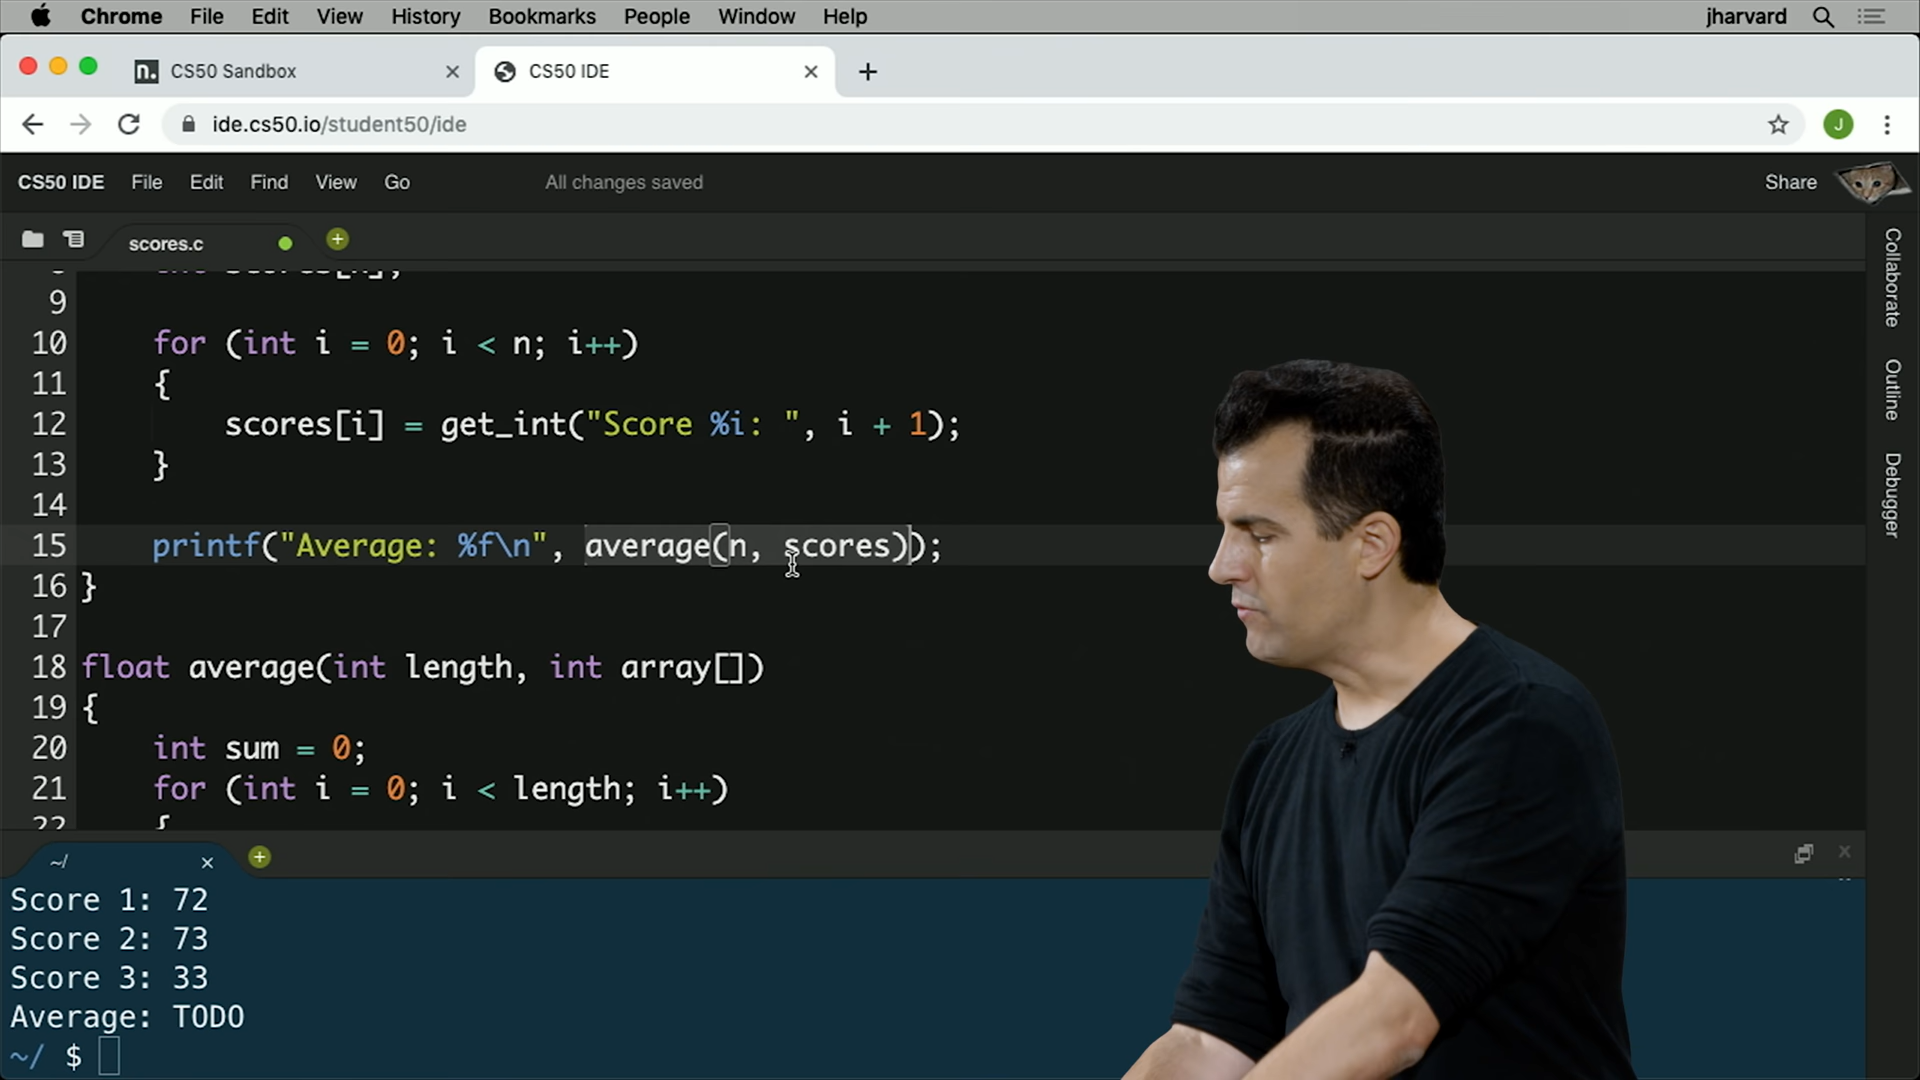 Chrome File Edit View History Bookmarks People Window Help jharvard
CS50 Sandbox CS50 IDE
ide.cs50.io/student50/ide J
CS50 IDE File Edit Find View Go All changes saved Share
scores.c
Collaborate
Outline
Debugger
9
10 for (int i = 0; i < n; i++)
11 {
12 scores[i] = get_int("Score %i: ", i + 1);
13 }
14
15 printf("Average: %f\n", average(n, scores));
16 }
17
18 float average(int length, int array[])
19 {
20 int sum = 0;
21 for (int i = 0; i < length; i++)
22 {
~/
Score 1: 72
Score 2: 73
Score 3: 33
Average: TODO
~/ $